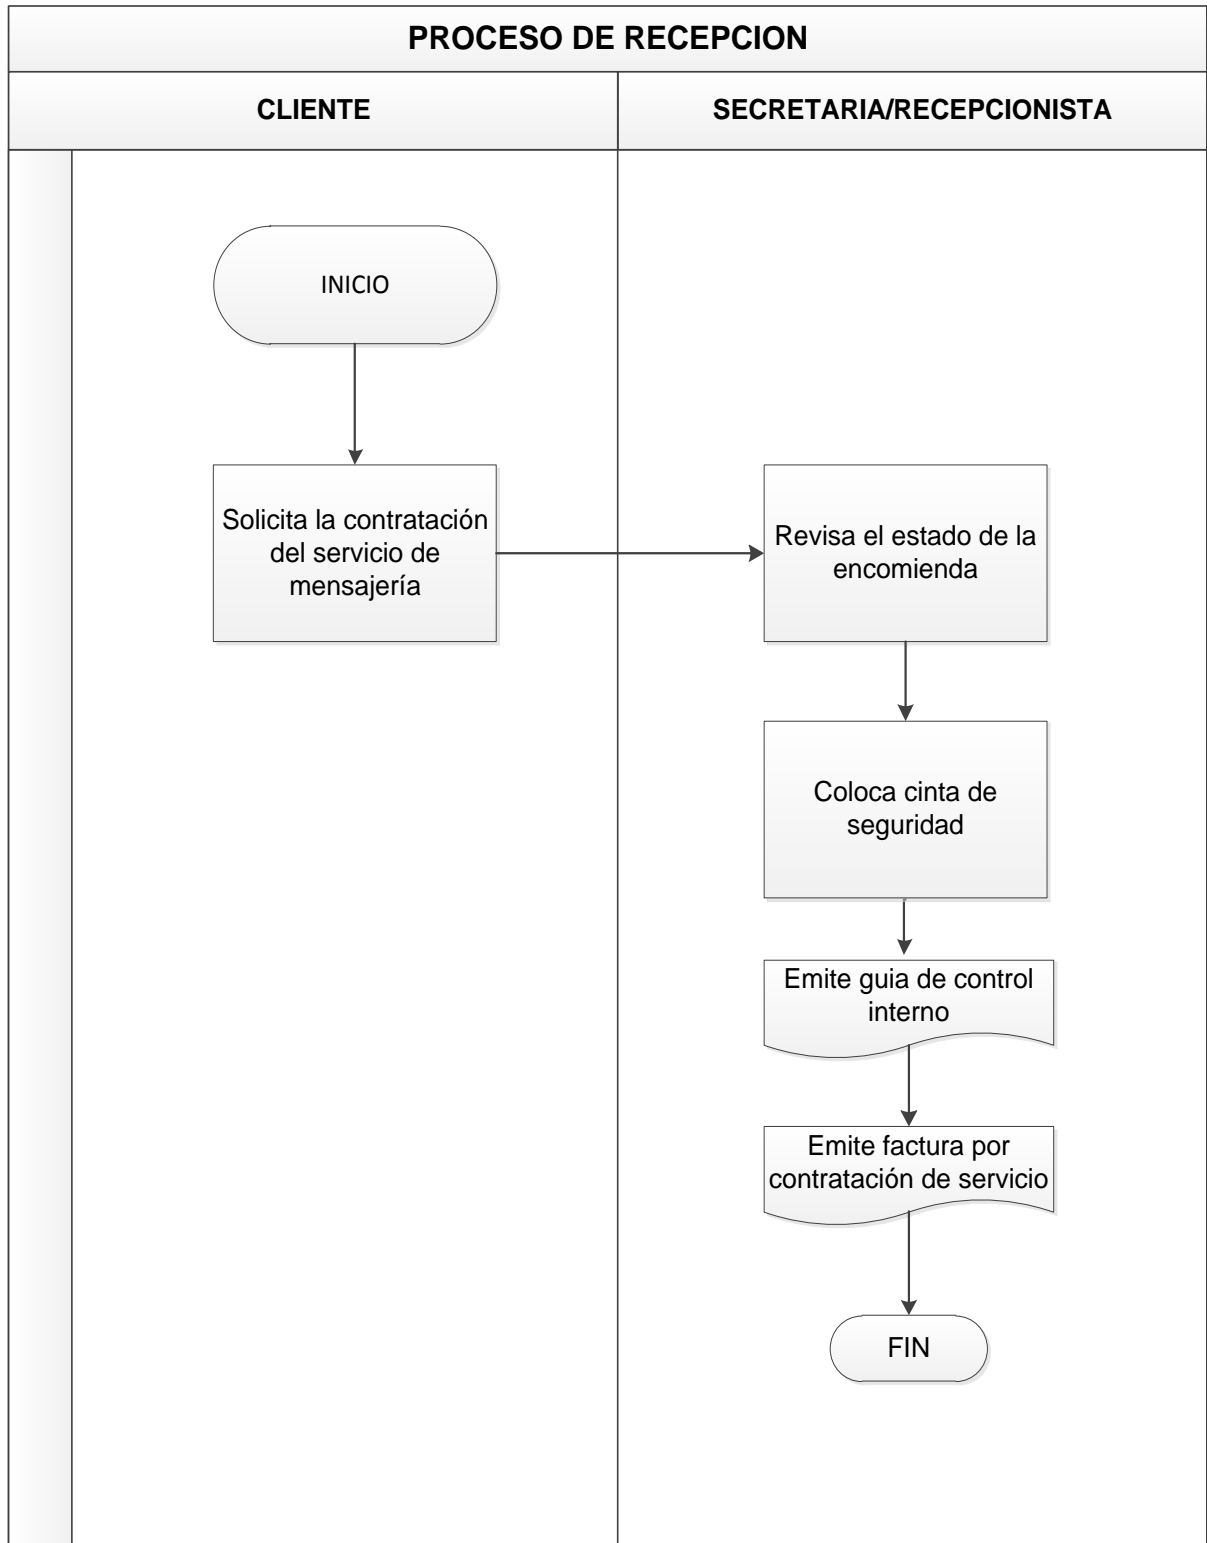 PROCESO DE RECEPCION
CLIENTE
SECRETARIA/RECEPCIONISTA
INICIO
Solicita la contratación
del servicio de
mensajería
Revisa el estado de la
encomienda
Coloca cinta de
seguridad
Emite guia de control
interno
Emite factura por
contratación de servicio
FIN